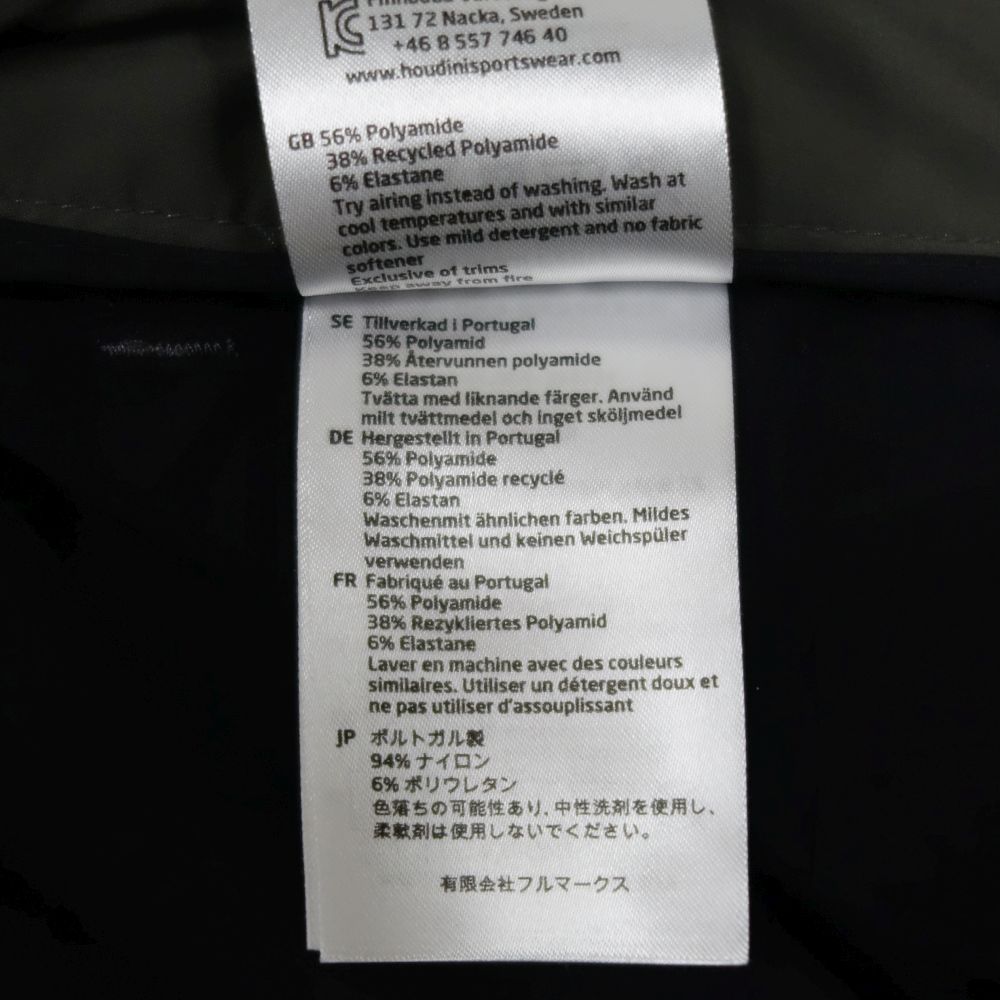 131 72 Nacka, Sweden
+46 8 557 746 40
www.houdinisportswear.com
GB 56% Polyamide
38% Recycled Polyamide
6% Elastane
Try airing instead of washing. Wash at
cool temperatures and with similar
colors. Use mild detergent and no fabric
softener
Exclusive of trims
Keep away from fire
SE Tillverkad i Portugal
56% Polyamid
38% Återvunnen polyamide
6% Elastan
Tvätta med liknande färger. Använd
milt tvättmedel och inget sköljmedel
DE Hergestellt in Portugal
56% Polyamide
38% Polyamide recyclé
6% Elastan
Waschenmit ähnlichen farben. Mildes
Waschmittel und keinen Weichspüler
verwenden
FR Fabriqué au Portugal
56% Polyamide
38% Rezykliertes Polyamid
6% Elastane
Laver en machine avec des couleurs
similaires. Utiliser un détergent doux et
ne pas utiliser d'assouplissant
JP ポルトガル製
94% ナイロン
6% ポリウレタン
色落ちの可能性あり、中性洗剤を使用し、
柔軟剤は使用しないでください。
有限会社フルマークス